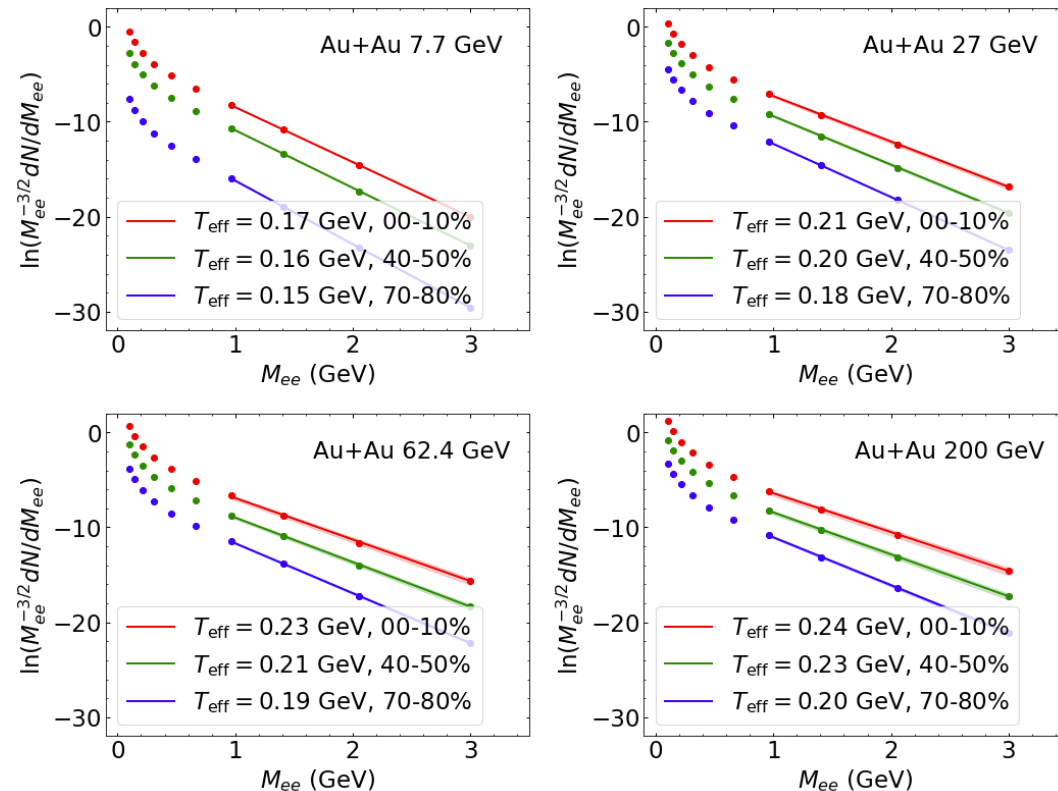 Au+Au 7.7 GeV
ln(M_ee^{-3/2} dN/dM_ee)
0
−10
−20
−30
T_eff = 0.17 GeV, 00-10%
T_eff = 0.16 GeV, 40-50%
T_eff = 0.15 GeV, 70-80%
0 1 2 3
M_ee (GeV)
Au+Au 27 GeV
ln(M_ee^{-3/2} dN/dM_ee)
0
−10
−20
−30
T_eff = 0.21 GeV, 00-10%
T_eff = 0.20 GeV, 40-50%
T_eff = 0.18 GeV, 70-80%
0 1 2 3
M_ee (GeV)
Au+Au 62.4 GeV
ln(M_ee^{-3/2} dN/dM_ee)
0
−10
−20
−30
T_eff = 0.23 GeV, 00-10%
T_eff = 0.21 GeV, 40-50%
T_eff = 0.19 GeV, 70-80%
0 1 2 3
M_ee (GeV)
Au+Au 200 GeV
ln(M_ee^{-3/2} dN/dM_ee)
0
−10
−20
−30
T_eff = 0.24 GeV, 00-10%
T_eff = 0.23 GeV, 40-50%
T_eff = 0.20 GeV, 70-80%
0 1 2 3
M_ee (GeV)